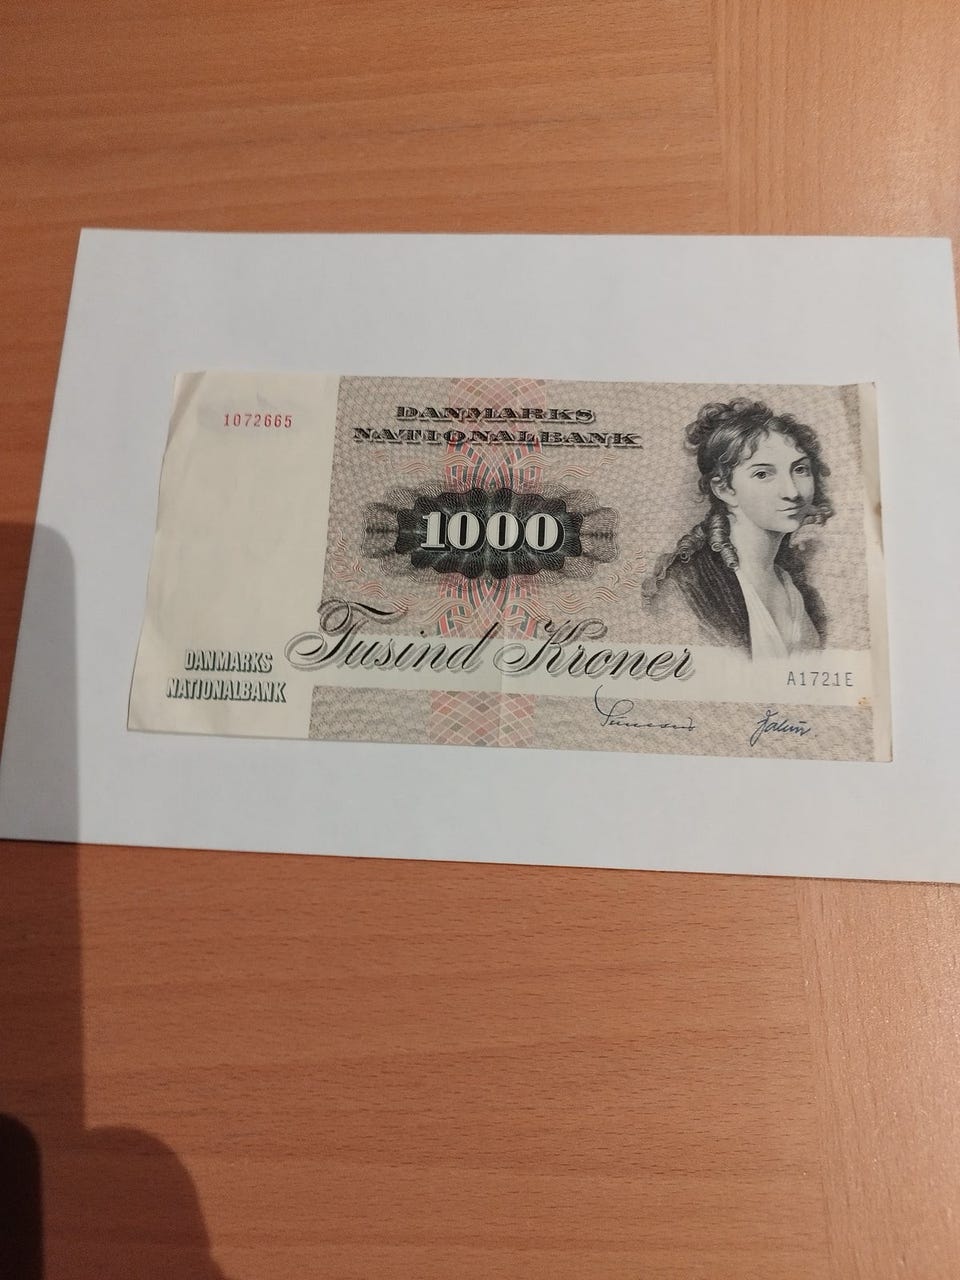 1072665
DANMARKS
NATIONALBANK
1000
Tusind Kroner
DANMARKS
NATIONALBANK
A1721E